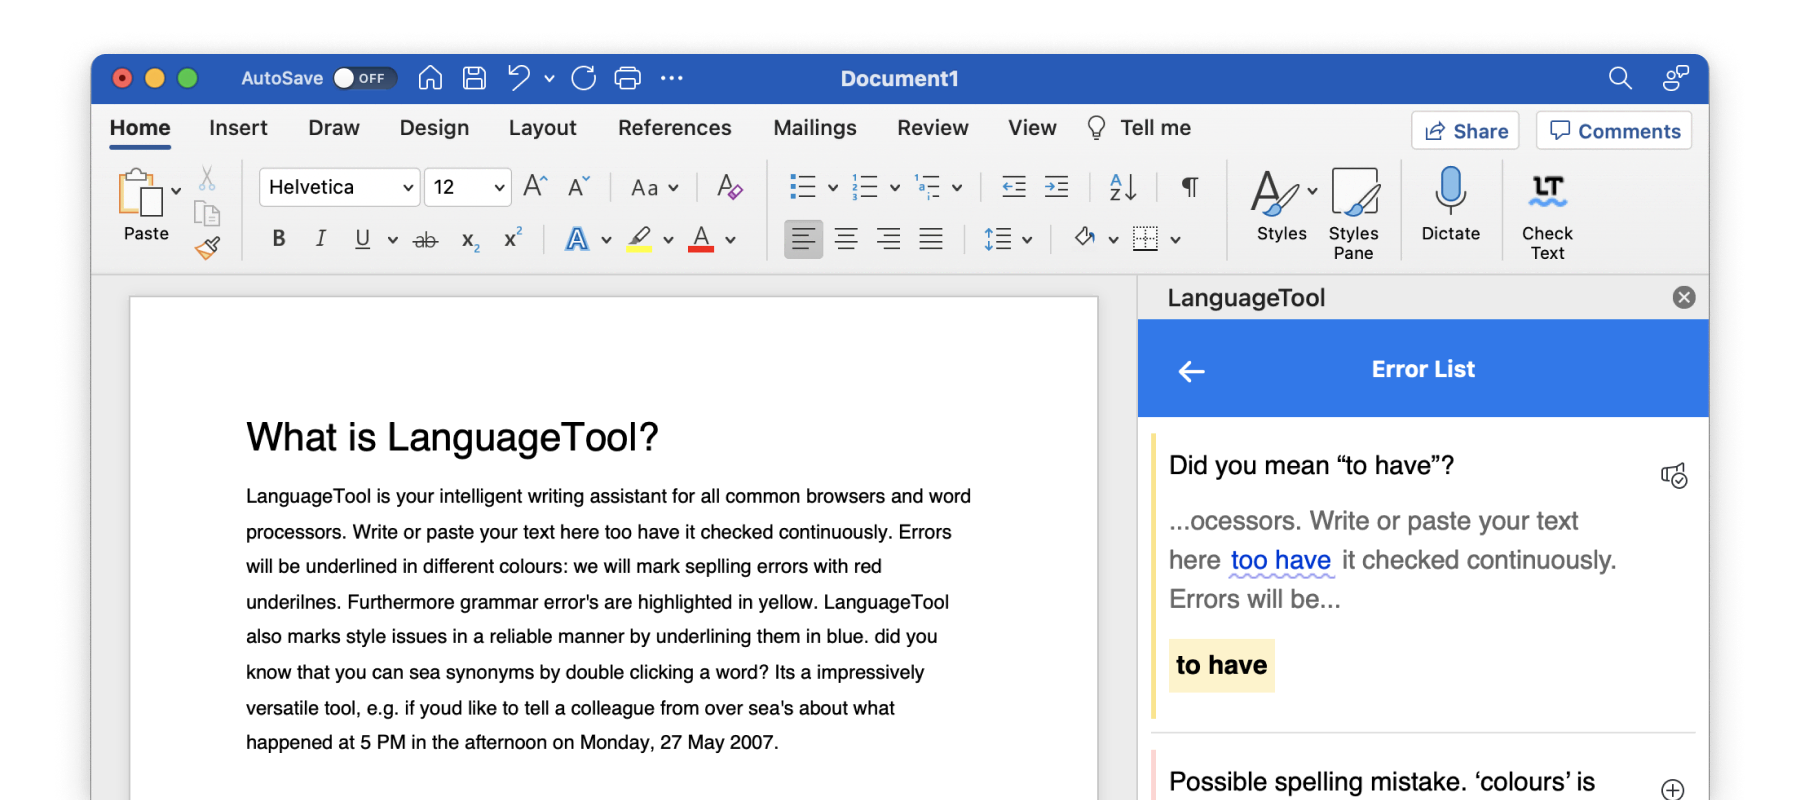 AutoSave OFF
Document1
Home Insert Draw Design Layout References Mailings Review View Tell me
Share Comments
Paste
Helvetica 12 Aa
B I U ab x2 x2 A A
A Z ¶
Styles
Styles Pane
Dictate
LT
Check Text
LanguageTool
Error List
What is LanguageTool?
LanguageTool is your intelligent writing assistant for all common browsers and word
processors. Write or paste your text here too have it checked continuously. Errors
will be underlined in different colours: we will mark seplling errors with red
underilnes. Furthermore grammar error's are highlighted in yellow. LanguageTool
also marks style issues in a reliable manner by underlining them in blue. did you
know that you can sea synonyms by double clicking a word? Its a impressively
versatile tool, e.g. if youd like to tell a colleague from over sea's about what
happened at 5 PM in the afternoon on Monday, 27 May 2007.
Did you mean “to have”?
...ocessors. Write or paste your text
here too have it checked continuously.
Errors will be...
to have
Possible spelling mistake. ‘colours’ is